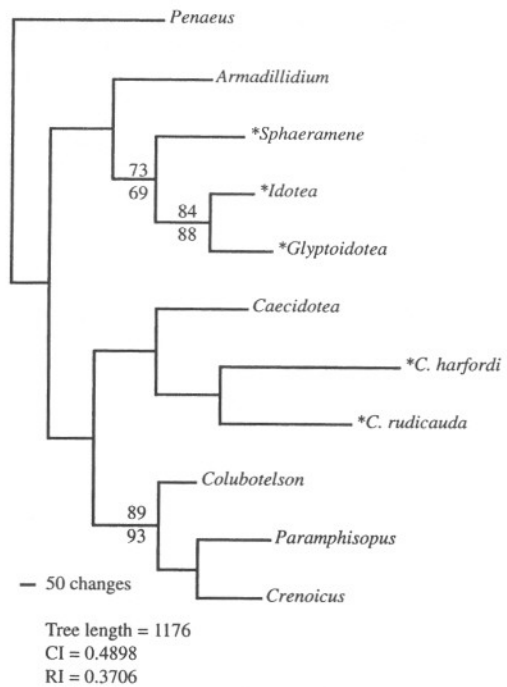 Penaeus
Armadillidium
*Sphaeramene
73
69
*Idotea
84
88
*Glyptoidotea
Caecidotea
*C. harfordi
*C. rudicauda
Colubotelson
89
93
Paramphisopus
Crenoicus
50 changes
Tree length = 1176
CI = 0.4898
RI = 0.3706